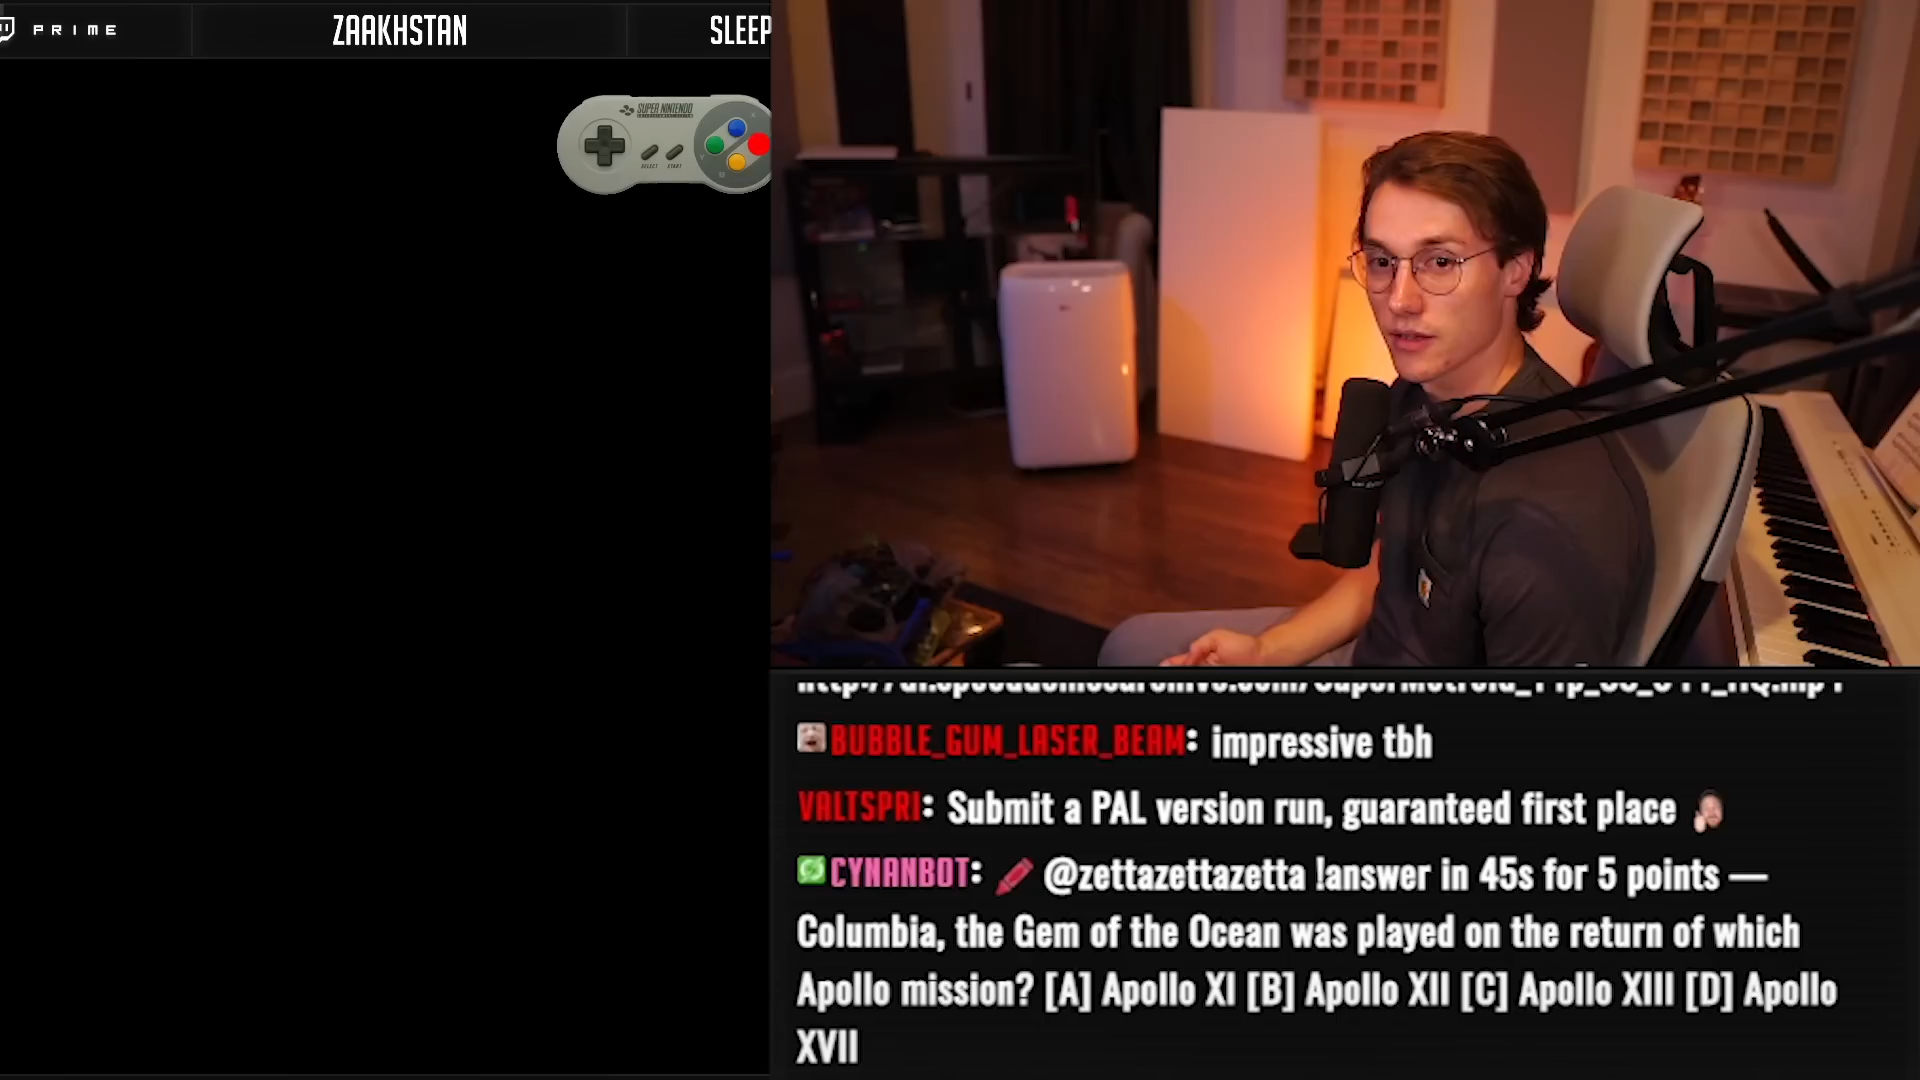 PRIME
ZAAKHSTAN
SLEEP
SUPER NINTENDO
SELECT
START
BUBBLE_GUM_LASER_BEAM: impressive tbh
VALTSPRI: Submit a PAL version run, guaranteed first place
CYNANBOT: @zettazettazetta !answer in 45s for 5 points —
Columbia, the Gem of the Ocean was played on the return of which
Apollo mission? [A] Apollo XI [B] Apollo XII [C] Apollo XIII [D] Apollo
XVII